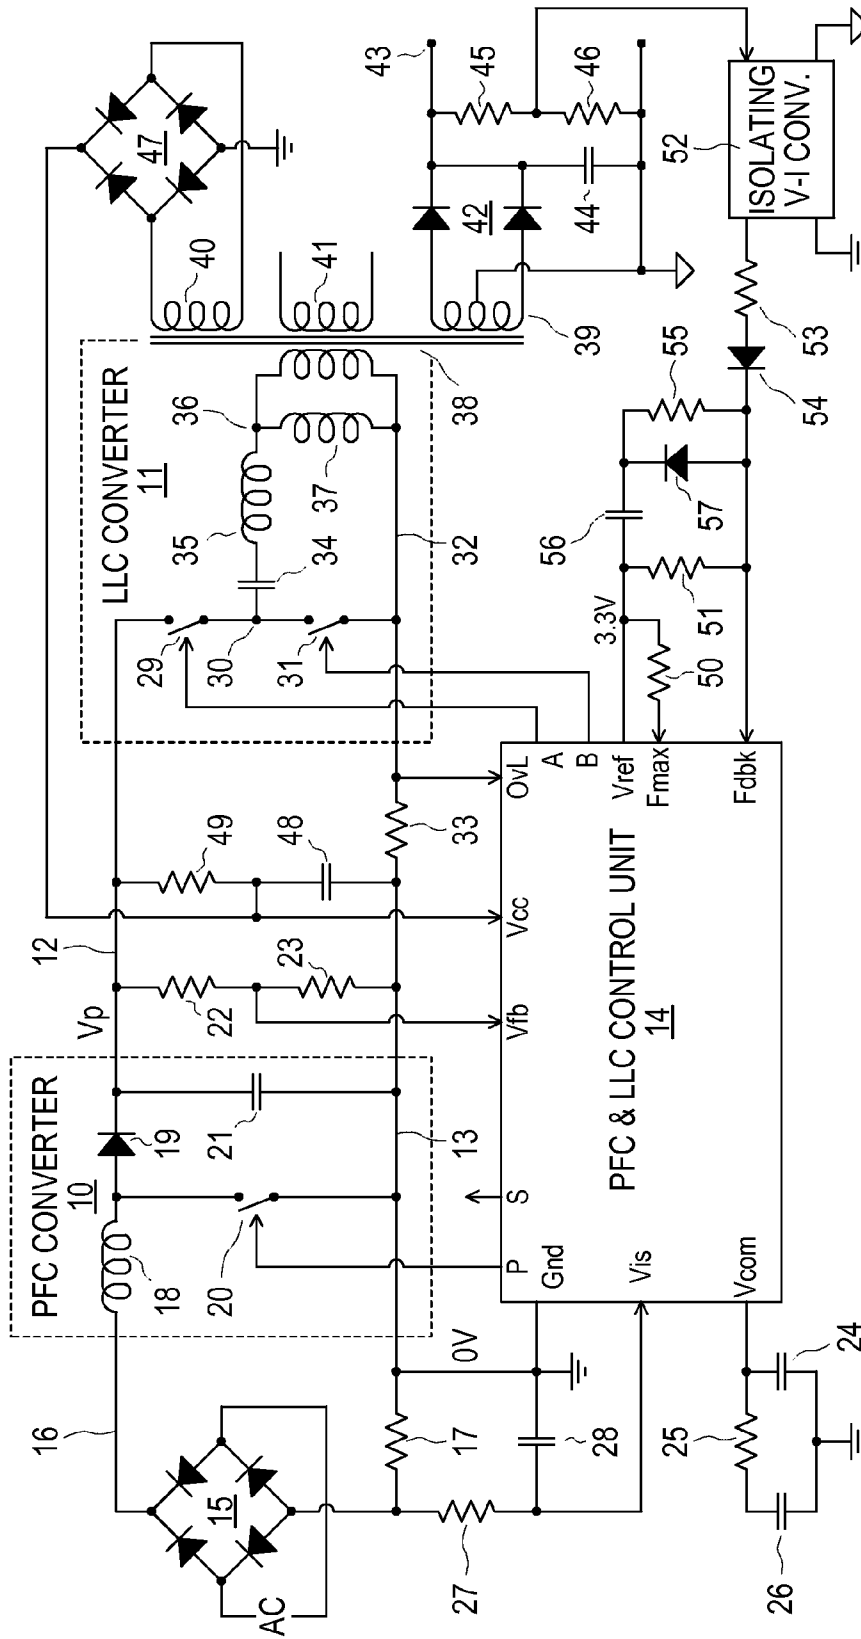 PFC CONVERTER
10
LLC CONVERTER
11
16
18
19
20
21
13
Vp
12
22
23
49
48
33
29
30
31
32
34
35
36
37
38
39
40
41
47
42
43
44
45
46
ISOLATING
V-I CONV.
52
53
54
55
56
57
51
50
3.3V
AC
15
17
27
28
0V
25
24
26
P
S
Vfb
Vcc
OvL
A
B
Vref
Fmax
Fdbk
Gnd
Vis
Vcom
PFC & LLC CONTROL UNIT
14